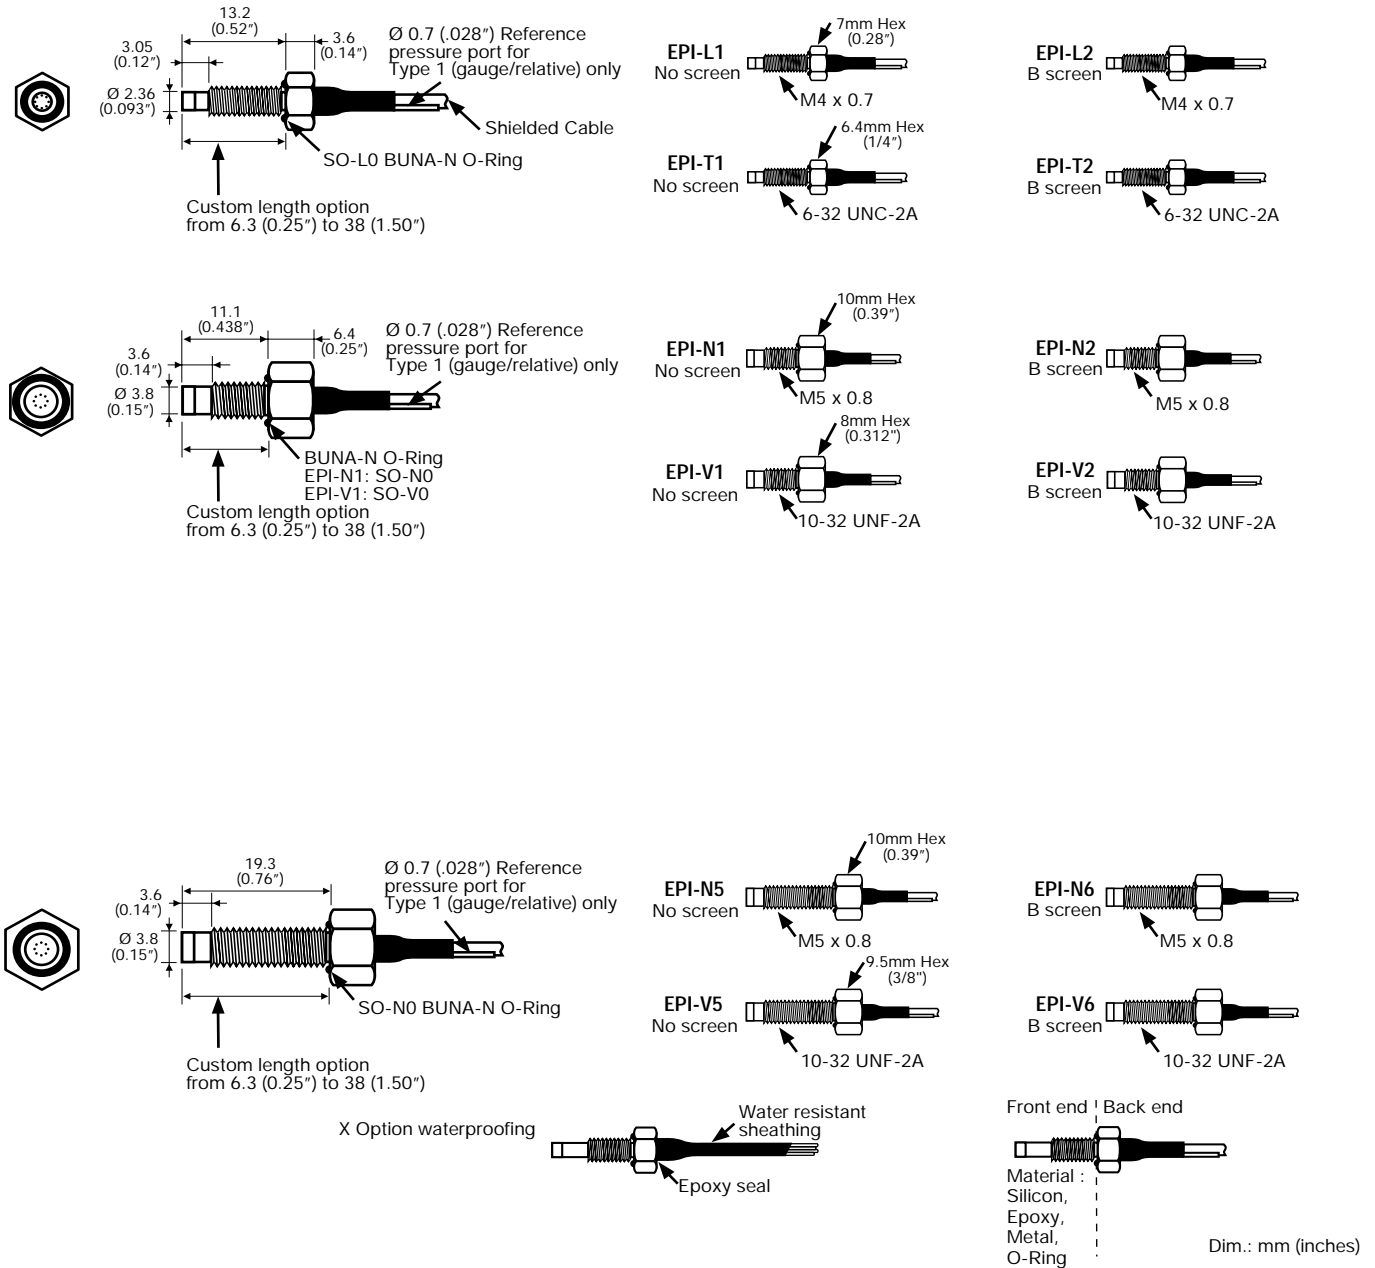 13.2
(0.52″)
3.05
(0.12″)
3.6
(0.14″)
Ø 0.7 (.028″) Reference
pressure port for
Type 1 (gauge/relative) only
Ø 2.36
(0.093″)
Shielded Cable
SO-L0 BUNA-N O-Ring
Custom length option
from 6.3 (0.25″) to 38 (1.50″)
7mm Hex
(0.28″)
EPI-L1
No screen
M4 x 0.7
EPI-L2
B screen
M4 x 0.7
6.4mm Hex
(1/4″)
EPI-T1
No screen
6-32 UNC-2A
EPI-T2
B screen
6-32 UNC-2A
11.1
(0.438″)
6.4
(0.25″)
3.6
(0.14″)
Ø 0.7 (.028″) Reference
pressure port for
Type 1 (gauge/relative) only
Ø 3.8
(0.15″)
BUNA-N O-Ring
EPI-N1: SO-N0
EPI-V1: SO-V0
Custom length option
from 6.3 (0.25″) to 38 (1.50″)
10mm Hex
(0.39″)
EPI-N1
No screen
M5 x 0.8
EPI-N2
B screen
M5 x 0.8
8mm Hex
(0.312")
EPI-V1
No screen
10-32 UNF-2A
EPI-V2
B screen
10-32 UNF-2A
19.3
(0.76″)
3.6
(0.14″)
Ø 0.7 (.028″) Reference
pressure port for
Type 1 (gauge/relative) only
Ø 3.8
(0.15″)
SO-N0 BUNA-N O-Ring
Custom length option
from 6.3 (0.25″) to 38 (1.50″)
10mm Hex
(0.39″)
EPI-N5
No screen
M5 x 0.8
EPI-N6
B screen
M5 x 0.8
9.5mm Hex
(3/8")
EPI-V5
No screen
10-32 UNF-2A
EPI-V6
B screen
10-32 UNF-2A
X Option waterproofing
Water resistant
sheathing
Epoxy seal
Front end
Back end
Material :
Silicon,
Epoxy,
Metal,
O-Ring
Dim.: mm (inches)